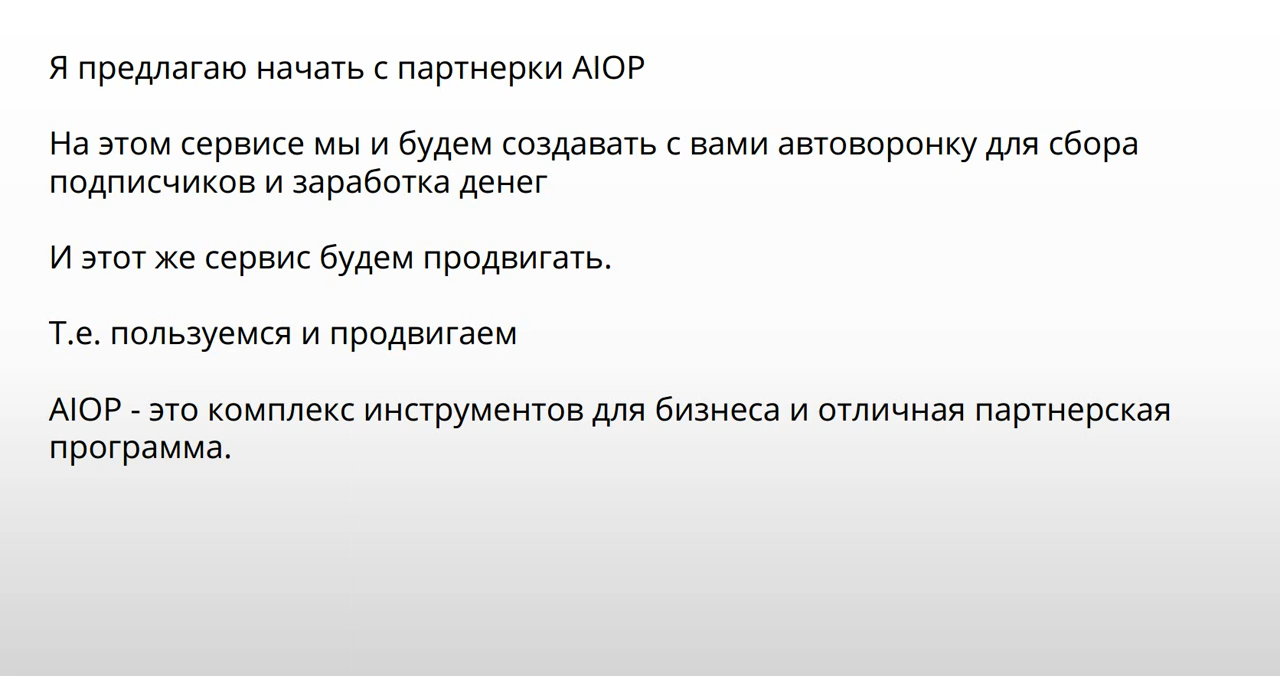 Я предлагаю начать с партнерки AIOP
На этом сервисе мы и будем создавать с вами автоворонку для сбора
подписчиков и заработка денег
И этот же сервис будем продвигать.
Т.е. пользуемся и продвигаем
AIOP - это комплекс инструментов для бизнеса и отличная партнерская
программа.